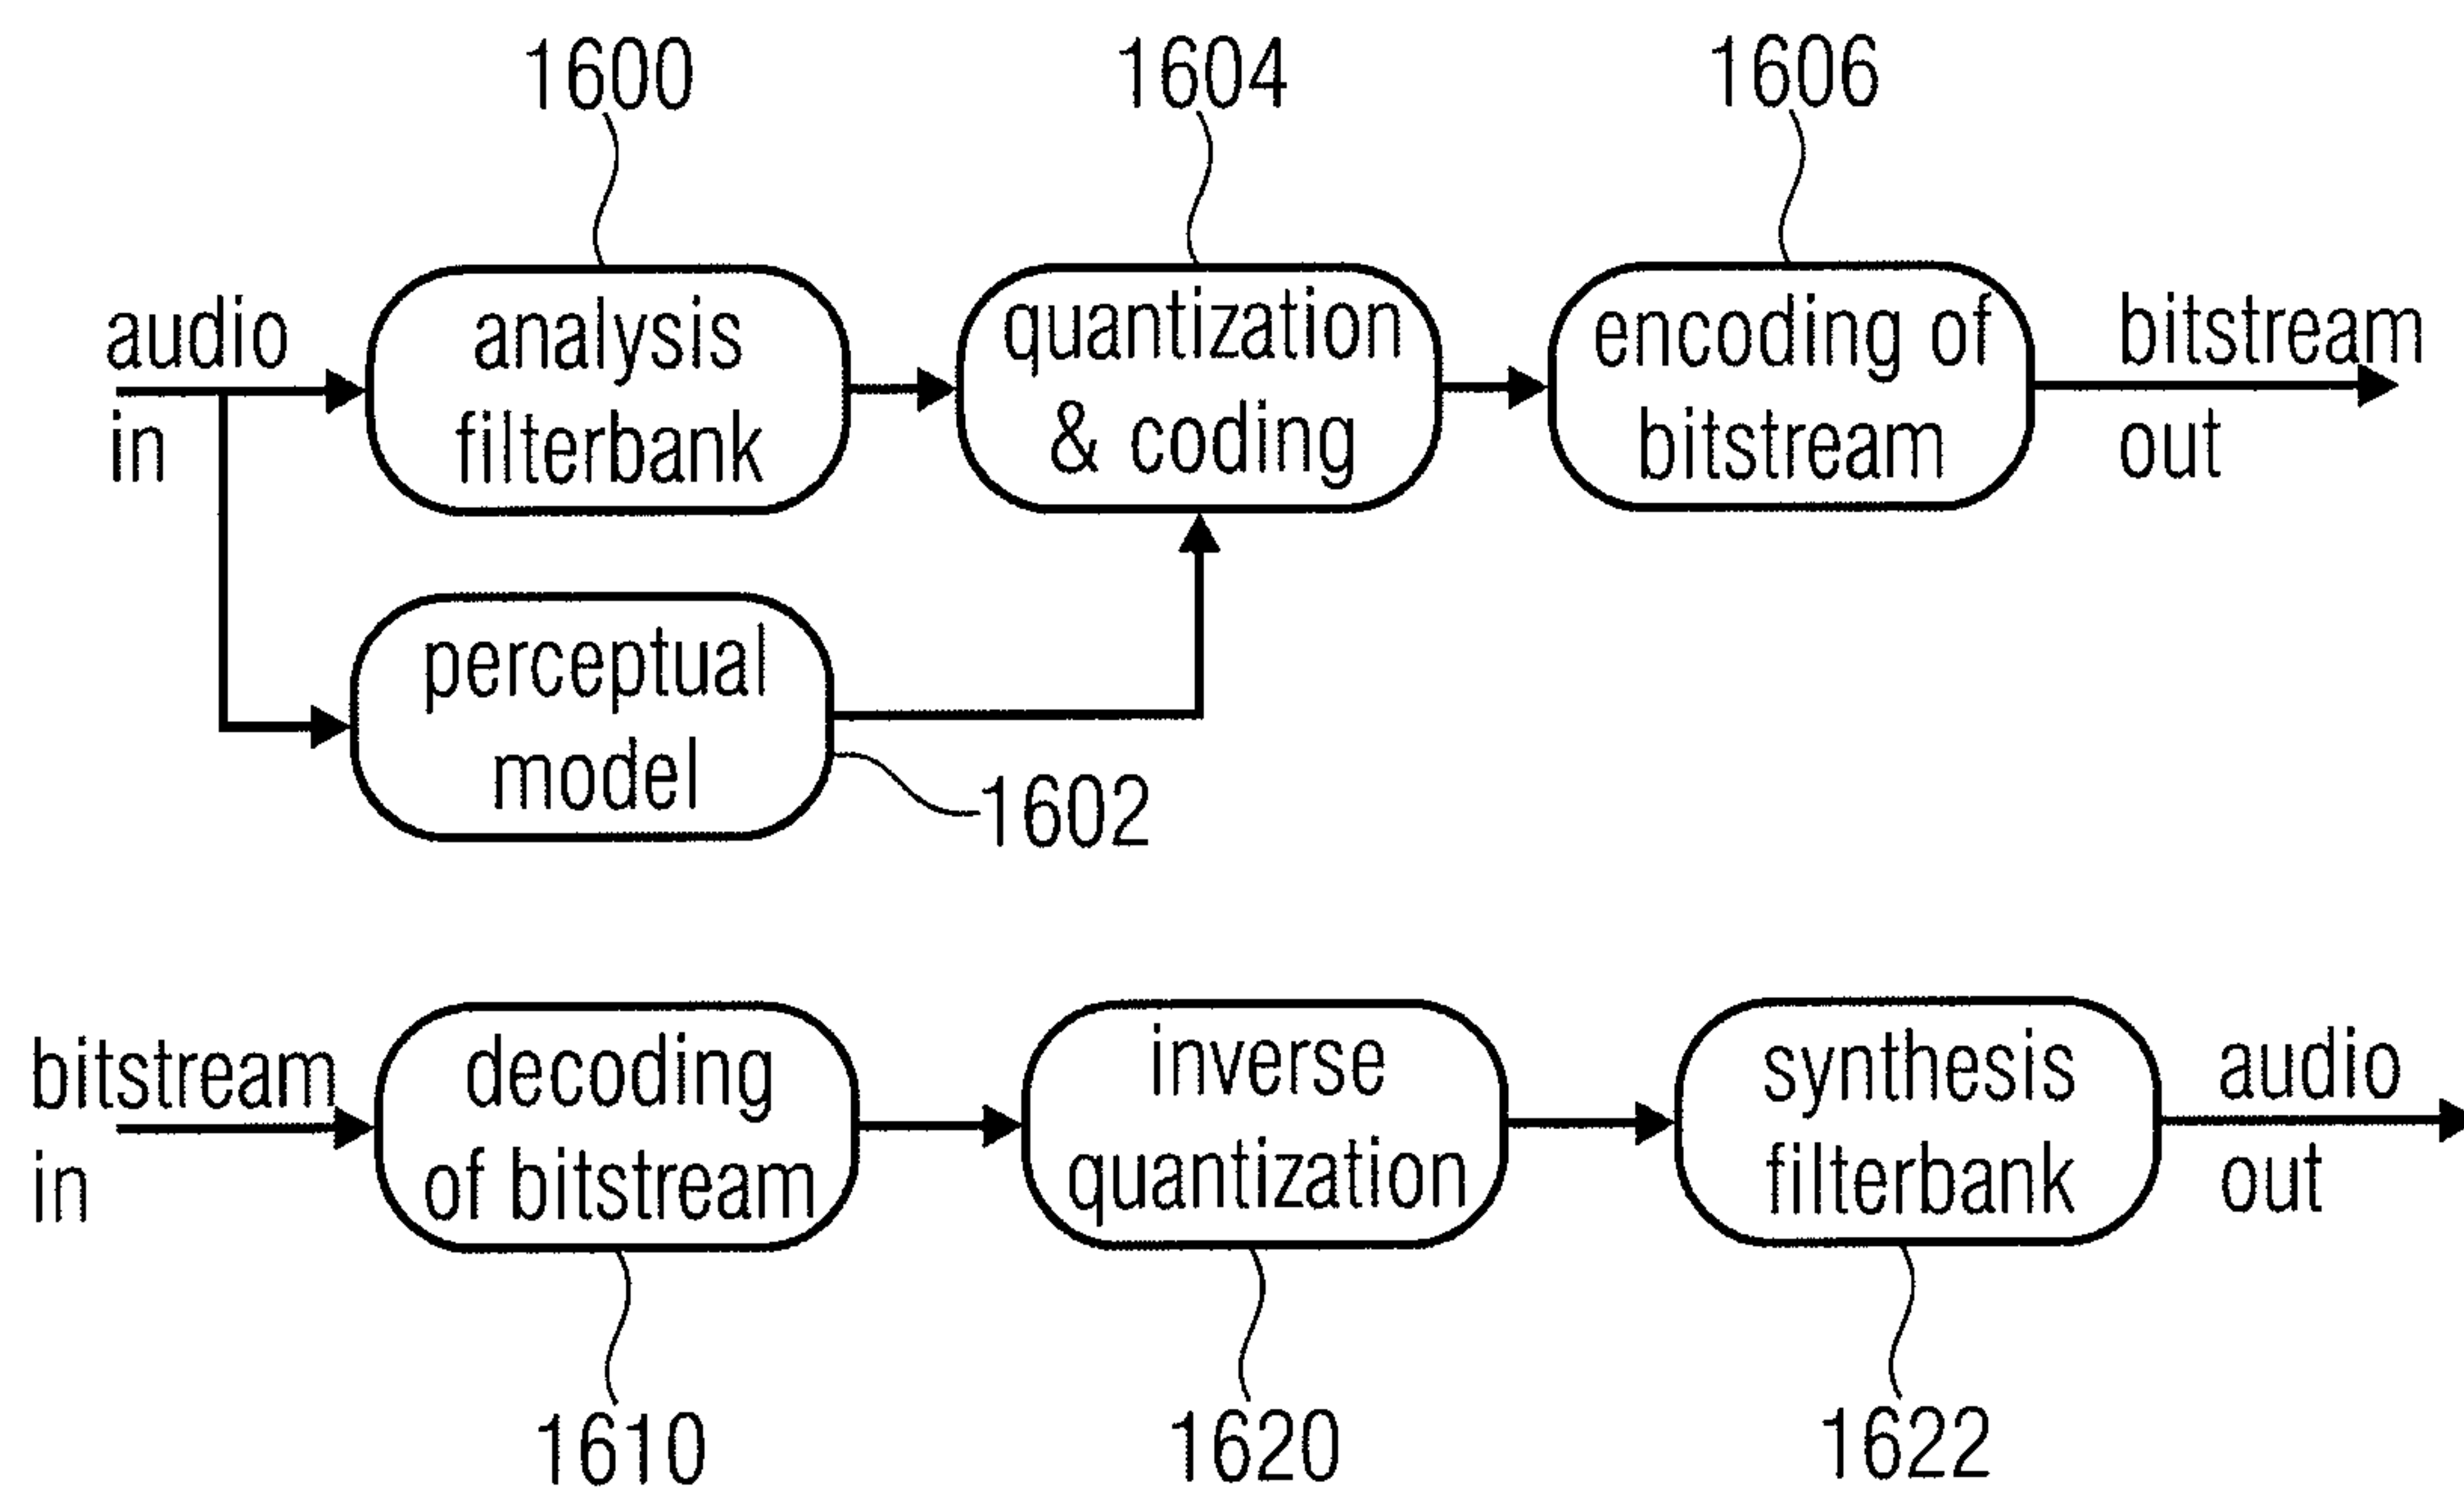 1600
1604
1606
audio
in
analysis
filterbank
quantization
& coding
encoding of
bitstream
bitstream
out
perceptual
model
1602
bitstream
in
decoding
of bitstream
inverse
quantization
synthesis
filterbank
audio
out
1610
1620
1622